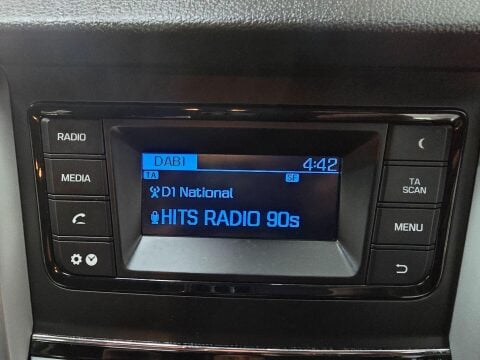 RADIO
MEDIA
DAB1 4:42
TA SF
D1 National
HITS RADIO 90s
TA
SCAN
MENU